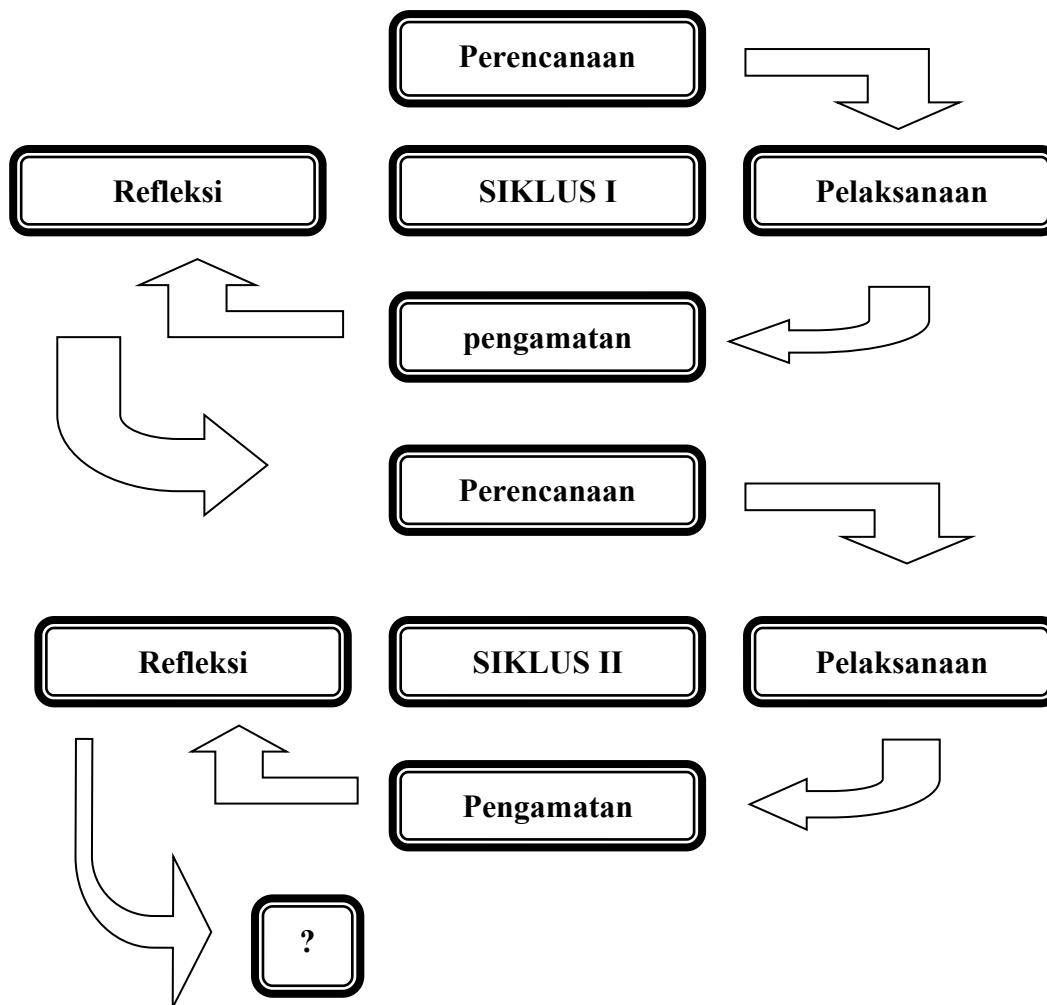 Perencanaan
Refleksi
SIKLUS I
Pelaksanaan
pengamatan
Perencanaan
Refleksi
SIKLUS II
Pelaksanaan
Pengamatan
?